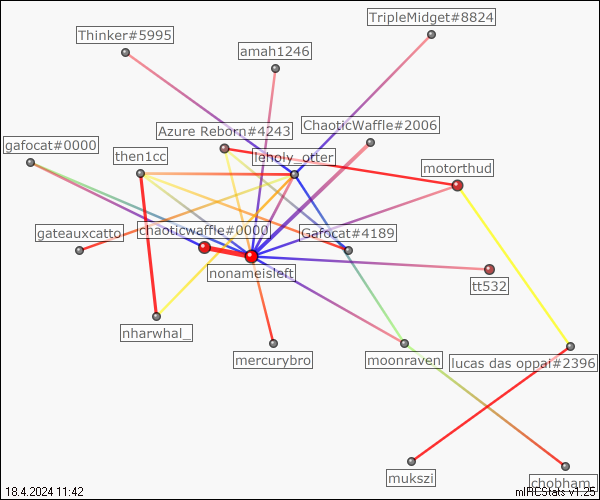 TripleMidget#8824
Thinker#5995
amah1246
Azure Reborn#4243
ChaoticWaffle#2006
gafocat#0000
then1cc
leholy_otter
motorthud
chaoticwaffle#0000
Gafocat#4189
gateauxcatto
nonameisleft
tt532
nharwhal_
mercurybro
moonraven
lucas das oppai#2396
mukszi
chobham_
18.4.2024 11:42
mIRCStats v1.25